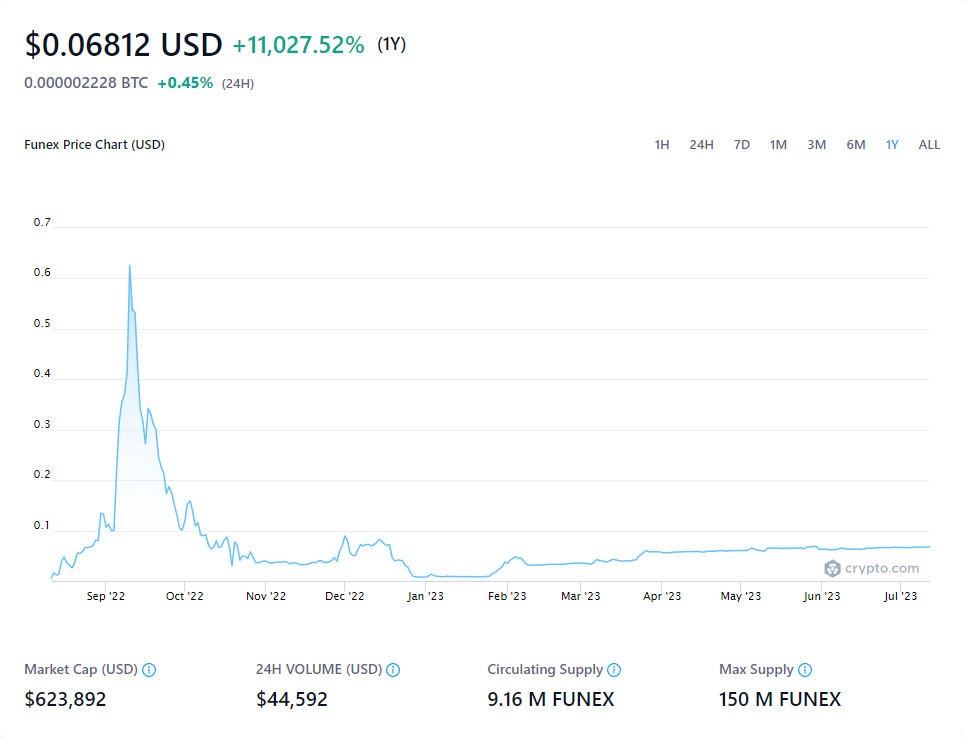 $0.06812 USD +11,027.52% (1Y)
0.000002228 BTC +0.45% (24H)
Funex Price Chart (USD) 1H 24H 7D 1M 3M 6M 1Y ALL
0.7
0.6
0.5
0.4
0.3
0.2
0.1
crypto.com
Sep '22 Oct '22 Nov '22 Dec '22 Jan '23 Feb '23 Mar '23 Apr '23 May '23 Jun '23 Jul '23
Market Cap (USD) 24H VOLUME (USD) Circulating Supply Max Supply
$623,892 $44,592 9.16 M FUNEX 150 M FUNEX